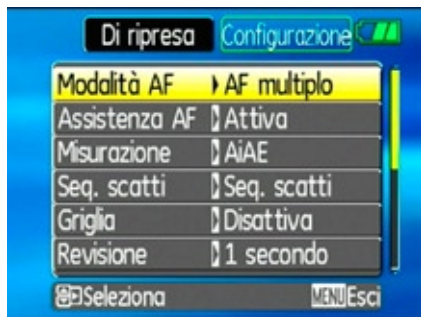 Di ripresa Configurazione
Modalità AF AF multiplo
Assistenza AF Attiva
Misurazione AiAE
Seq. scatti Seq. scatti
Griglia Disattiva
Revisione 1 secondo
Seleziona MENU Esci